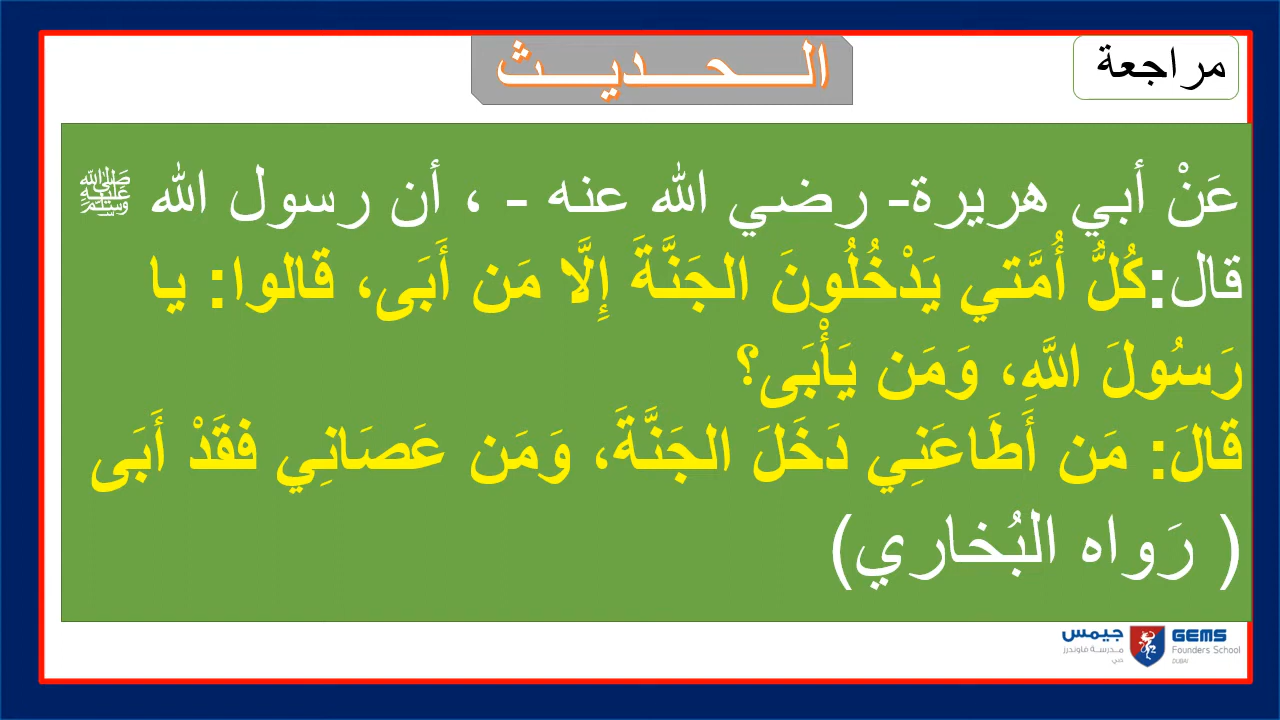 مراجعة
الـــــحـــــديــــث
عَنْ أبي هريرة- رضي الله عنه - ، أن رسول الله ﷺ
قال:كُلُّ أُمَّتي يَدْخُلُونَ الجَنَّةَ إِلَّا مَن أَبَى، قالوا: يا
رَسُولَ اللَّهِ، وَمَن يَأْبَى؟
قالَ: مَن أَطَاعَنِي دَخَلَ الجَنَّةَ، وَمَن عَصَانِي فقَدْ أَبَى
( رَواه البُخاري)
جيمس GEMS
مدرسة فاوندرز Founders School
دبي DUBAI